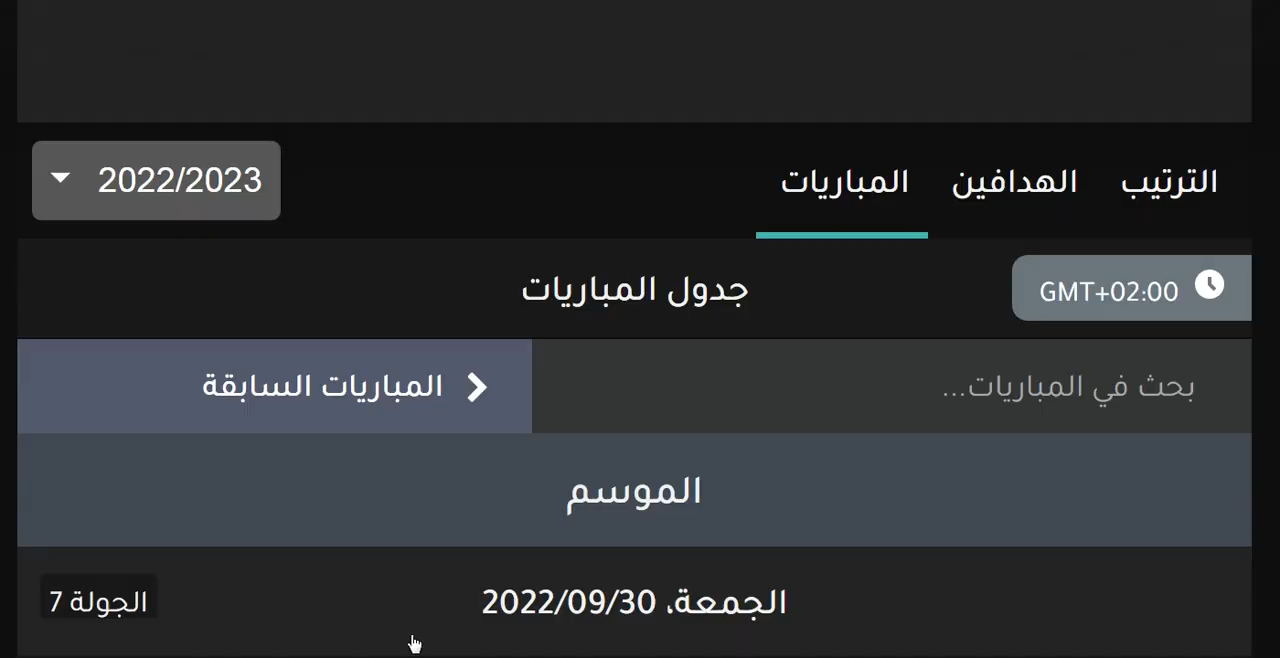 الترتيب الهدافين المباريات 2022/2023
GMT+02:00 جدول المباريات
بحث في المباريات... المباريات السابقة
الموسم
الجمعة، 2022/09/30 الجولة 7